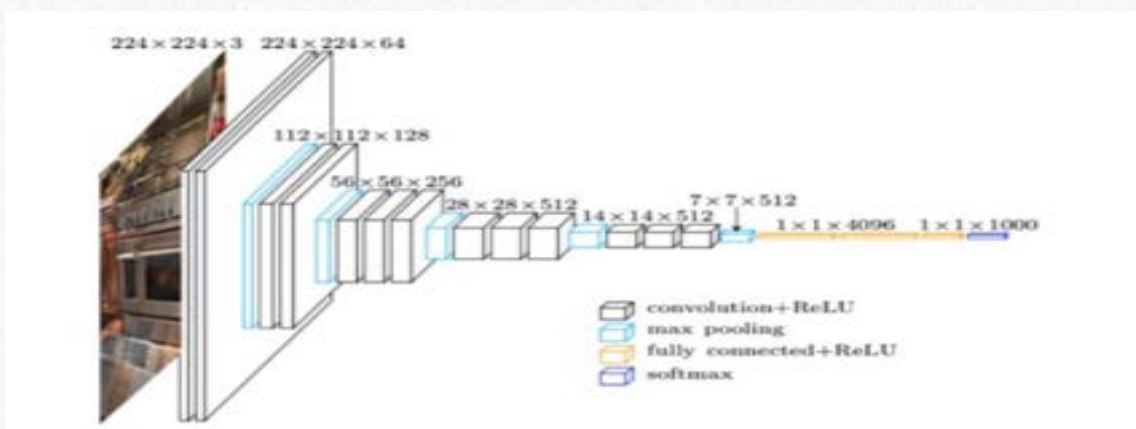 224×224×3 224×224×64
112×112×128
56×56×256
28×28×512
14×14×512
7×7×512
1×1×4096 1×1×1000
convolution+ReLU
max pooling
fully connected+ReLU
softmax